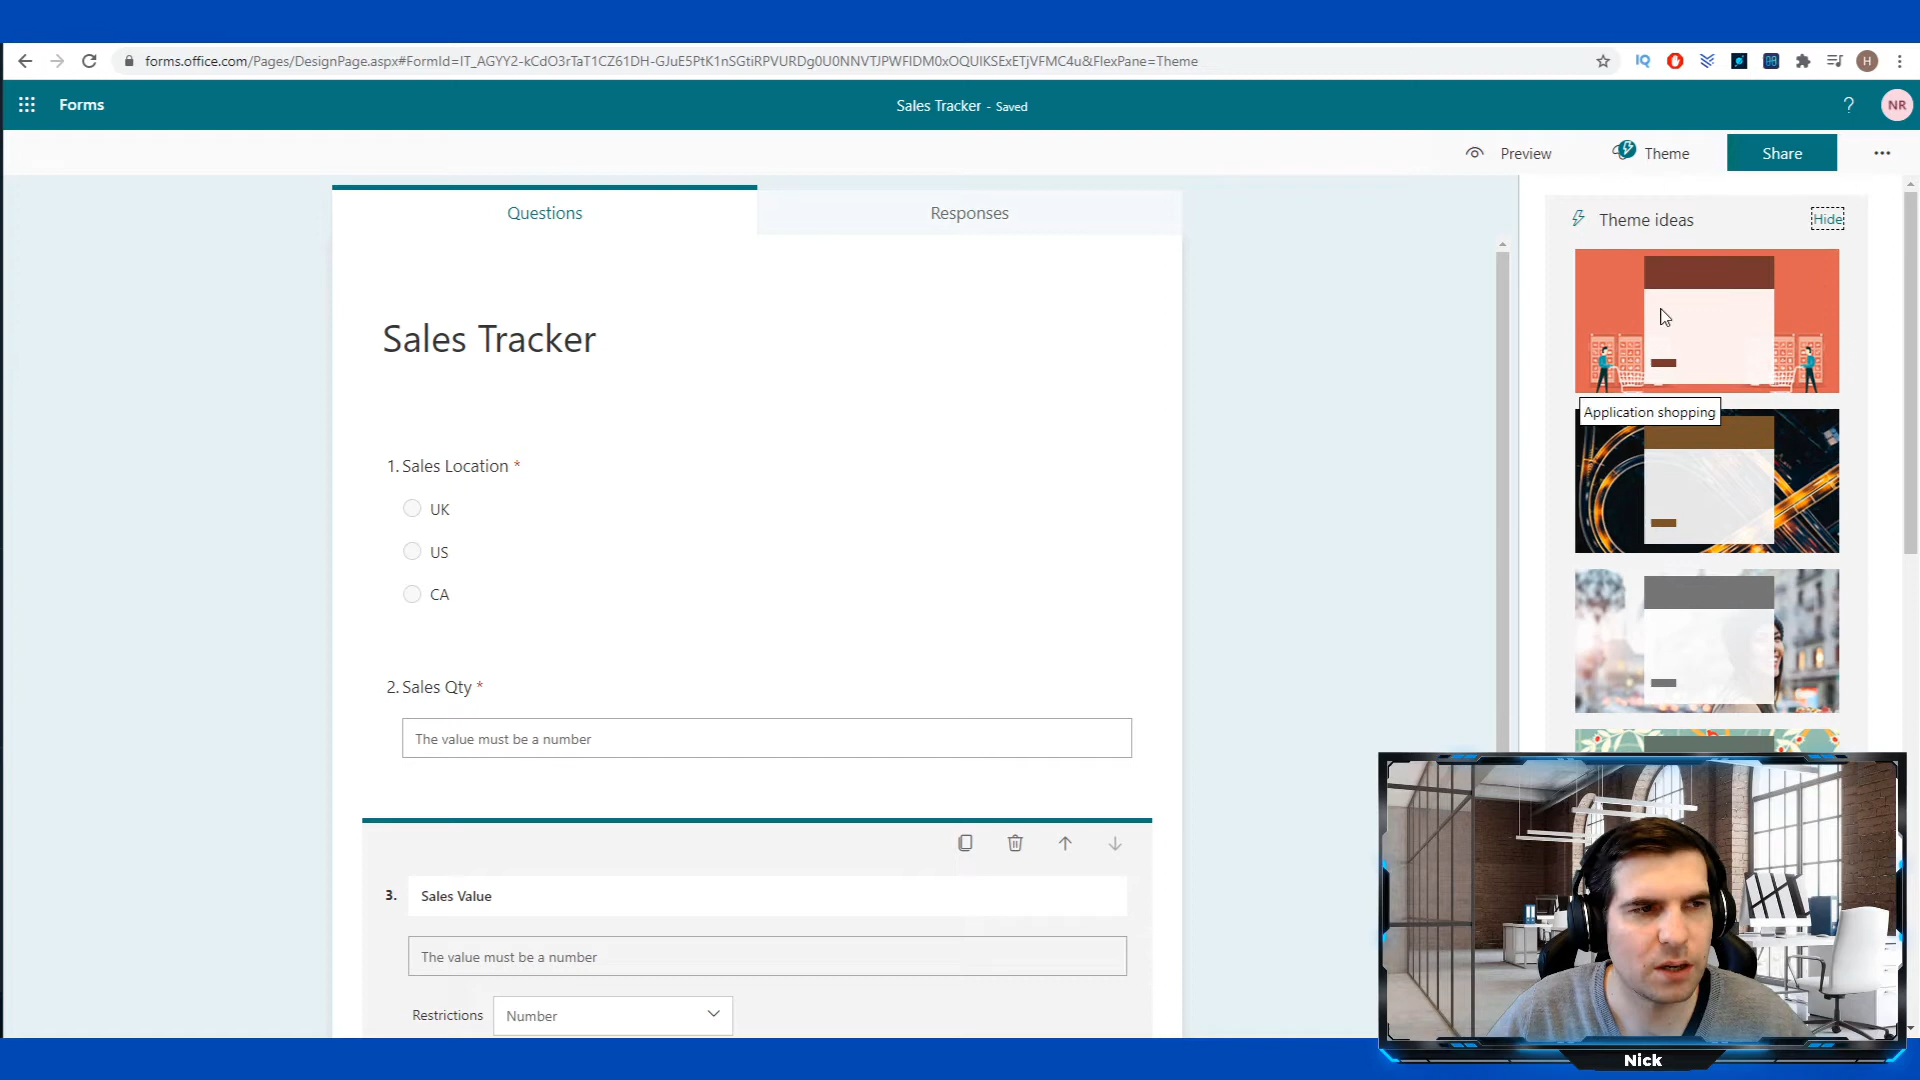 forms.office.com/Pages/DesignPage.aspx#FormId=IT_AGYY2-kCdO3rTaT1CZ61DH-GJuE5PtK1nSGtiRPVURDg0U0NNVTJPWFIDM0xOQUlKSExETjVFMC4u&FlexPane=Theme
IQ
H
Forms
Sales Tracker - Saved
?
NR
Preview
Theme
Share
Questions
Responses
Theme ideas
Hide
Sales Tracker
Application shopping
1. Sales Location *
UK
US
CA
2. Sales Qty *
The value must be a number
3. Sales Value
The value must be a number
Restrictions Number
Nick